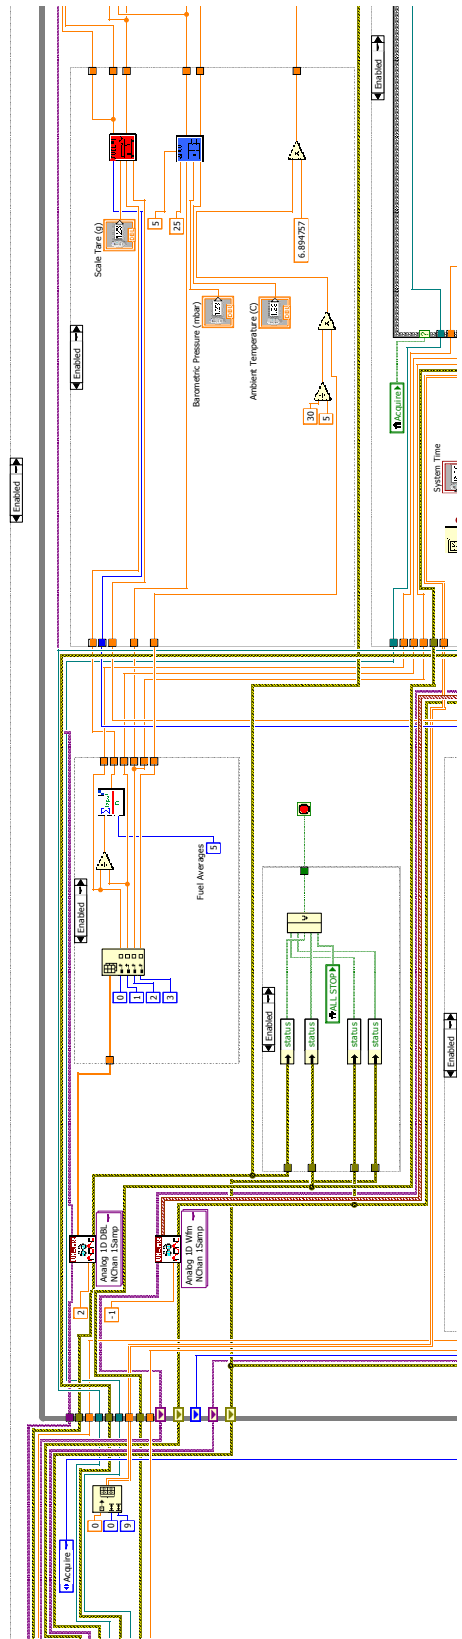 Enabled
Enabled
Scale Tare (g)
5
25
Barometric Pressure (mbar)
Ambient Temperature (C)
6.894757
30
5
Enabled
Acquire
System Time
Enabled
Fuel Averages
5
0
1
2
3
Enabled
status
status
ALL STOP
status
status
Enabled
2
Analog 1D DBL
NChan 1Samp
-1
Analog 1D Wfm
NChan 1Samp
Acquire
0
0
9